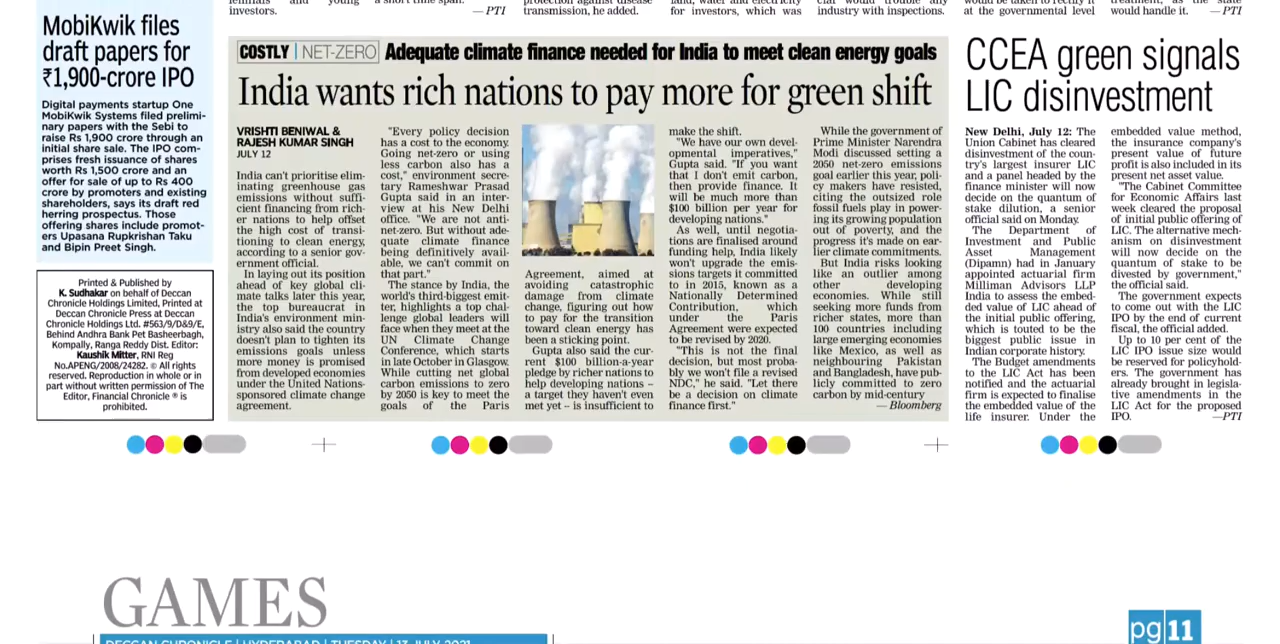 investors.
— PTI
transmission, he added.
for investors, which was
industry with inspections.
at the governmental level
would handle it. —PTI
MobiKwik files
draft papers for
₹1,900-crore IPO
Digital payments startup One
MobiKwik Systems filed prelimi-
nary papers with the Sebi to
raise Rs 1,900 crore through an
initial share sale. The IPO com-
prises fresh issuance of shares
worth Rs 1,500 crore and an
offer for sale of up to Rs 400
crore by promoters and existing
shareholders, says its draft red
herring prospectus. Those
offering shares include promot-
ers Upasana Rupkrishan Taku
and Bipin Preet Singh.
Printed & Published by
K. Sudhakar on behalf of Deccan
Chronicle Holdings Limited, Printed at
Deccan Chronicle Press at Deccan
Chronicle Holdings Ltd. #563/9/D&9/E,
Behind Andhra Bank Pet Basheerbagh,
Kompally, Ranga Reddy Dist. Editor:
Kaushik Mitter, RNI Reg
No.APENG/2008/24282. ® All rights
reserved. Reproduction in whole or in
part without written permission of The
Editor, Financial Chronicle ® is
prohibited.
COSTLY | NET-ZERO Adequate climate finance needed for India to meet clean energy goals
India wants rich nations to pay more for green shift
VRISHTI BENIWAL &
RAJESH KUMAR SINGH
JULY 12
India can't prioritise elim-
inating greenhouse gas
emissions without suffi-
cient financing from rich-
er nations to help offset
the high cost of transi-
tioning to clean energy,
according to a senior gov-
ernment official.
In laying out its position
ahead of key global cli-
mate talks later this year,
the top bureaucrat in
India's environment min-
istry also said the country
doesn't plan to tighten its
emissions goals unless
more money is promised
from developed economies
under the United Nations-
sponsored climate change
agreement.
"Every policy decision
has a cost to the economy.
Going net-zero or using
less carbon also has a
cost," environment secre-
tary Rameshwar Prasad
Gupta said in an inter-
view at his New Delhi
office. "We are not anti-
net-zero. But without ade-
quate climate finance
being definitively avail-
able, we can't commit on
that part."
The stance by India, the
world's third-biggest emit-
ter, highlights a top chal-
lenge global leaders will
face when they meet at the
UN Climate Change
Conference, which starts
in late October in Glasgow.
While cutting net global
carbon emissions to zero
by 2050 is key to meet the
goals of the Paris
Agreement, aimed at
avoiding catastrophic
damage from climate
change, figuring out how
to pay for the transition
toward clean energy has
been a sticking point.
Gupta also said the cur-
rent $100 billion-a-year
pledge by richer nations to
help developing nations –
a target they haven't even
met yet – is insufficient to
make the shift.
"We have our own devel-
opmental imperatives,"
Gupta said. "If you want
that I don't emit carbon,
then provide finance. It
will be much more than
$100 billion per year for
developing nations."
As well, until negotia-
tions are finalised around
funding help, India likely
won't upgrade the emis-
sions targets it committed
to in 2015, known as a
Nationally Determined
Contribution, which
under the Paris
Agreement were expected
to be revised by 2020.
"This is not the final
decision, but most proba-
bly we won't file a revised
NDC," he said. "Let there
be a decision on climate
finance first."
While the government of
Prime Minister Narendra
Modi discussed setting a
2050 net-zero emissions
goal earlier this year, poli-
cy makers have resisted,
citing the outsized role
fossil fuels play in power-
ing its growing population
out of poverty, and the
progress it's made on ear-
lier climate commitments.
But India risks looking
like an outlier among
other developing
economies. While still
seeking more funds from
richer states, more than
100 countries including
large emerging economies
like Mexico, as well as
neighbouring Pakistan
and Bangladesh, have pub-
licly committed to zero
carbon by mid-century
— Bloomberg
CCEA green signals
LIC disinvestment
New Delhi, July 12: The
Union Cabinet has cleared
disinvestment of the coun-
try's largest insurer LIC
and a panel headed by the
finance minister will now
decide on the quantum of
stake dilution, a senior
official said on Monday.
The Department of
Investment and Public
Asset Management
(Dipamn) had in January
appointed actuarial firm
Milliman Advisors LLP
India to assess the embed-
ded value of LIC ahead of
the initial public offering,
which is touted to be the
biggest public issue in
Indian corporate history.
The Budget amendments
to the LIC Act has been
notified and the actuarial
firm is expected to finalise
the embedded value of the
life insurer. Under the
embedded value method,
the insurance company's
present value of future
profit is also included in its
present net asset value.
"The Cabinet Committee
for Economic Affairs last
week cleared the proposal
of initial public offering of
LIC. The alternative mech-
anism on disinvestment
will now decide on the
quantum of stake to be
divested by government,"
the official said.
The government expects
to come out with the LIC
IPO by the end of current
fiscal, the official added.
Up to 10 per cent of the
LIC IPO issue size would
be reserved for policyhold-
ers. The government has
already brought in legisla-
tive amendments in the
LIC Act for the proposed
IPO. —PTI
GAMES
DECCAN CHRONICLE | HYDERABAD | TUESDAY | 13 JULY 2021
pg 11